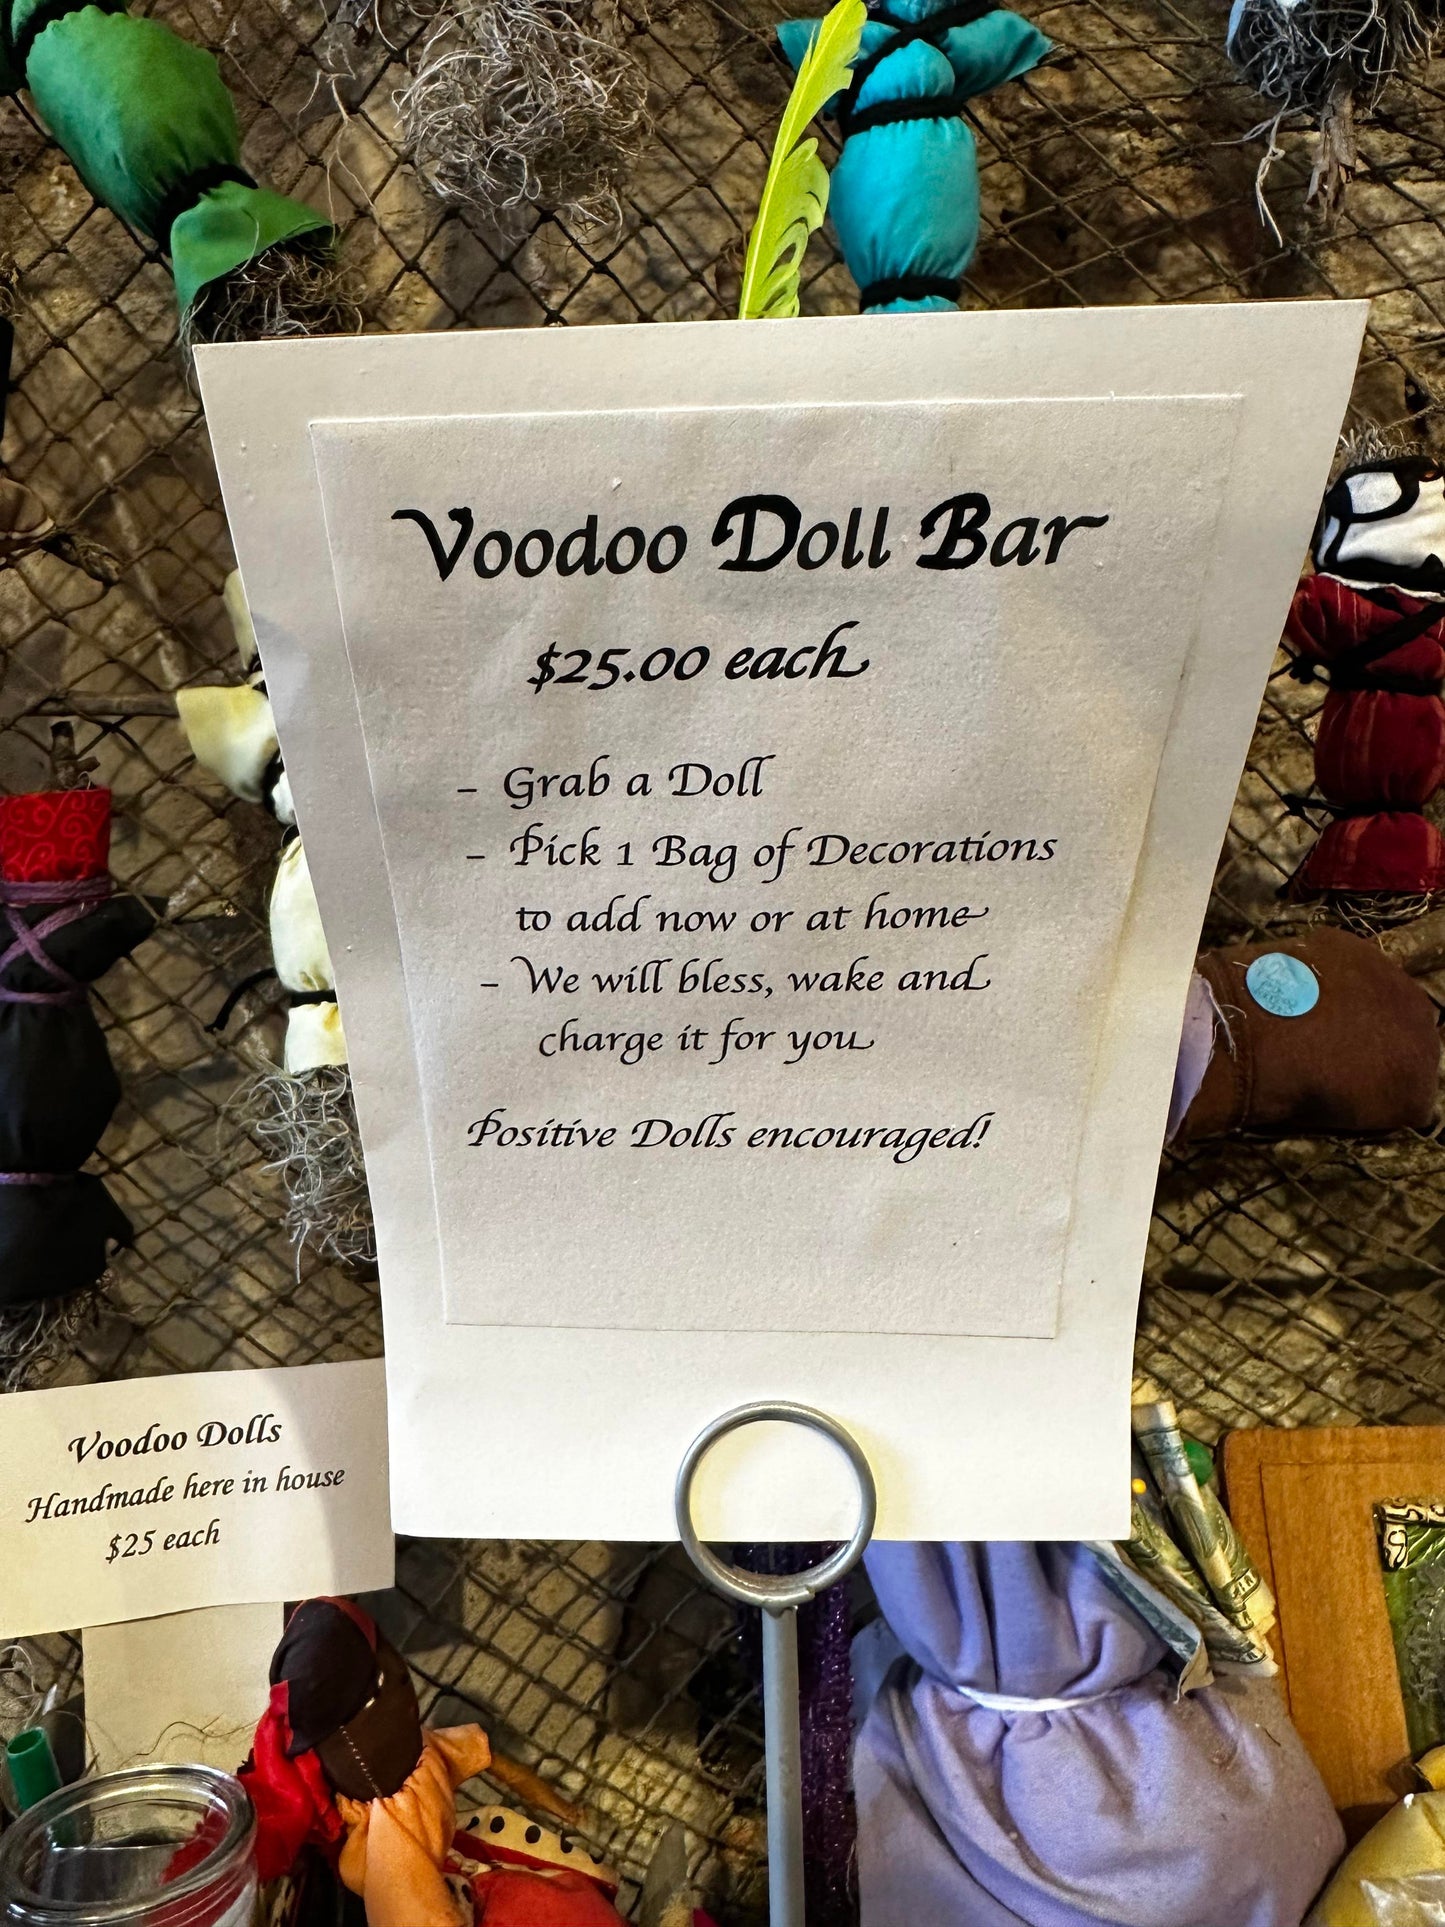 Voodoo Doll Bar
$25.00 each
- Grab a Doll
- Pick 1 Bag of Decorations
to add now or at home
- We will bless, wake and
charge it for you
Positive Dolls encouraged!
Voodoo Dolls
Handmade here in house
$25 each